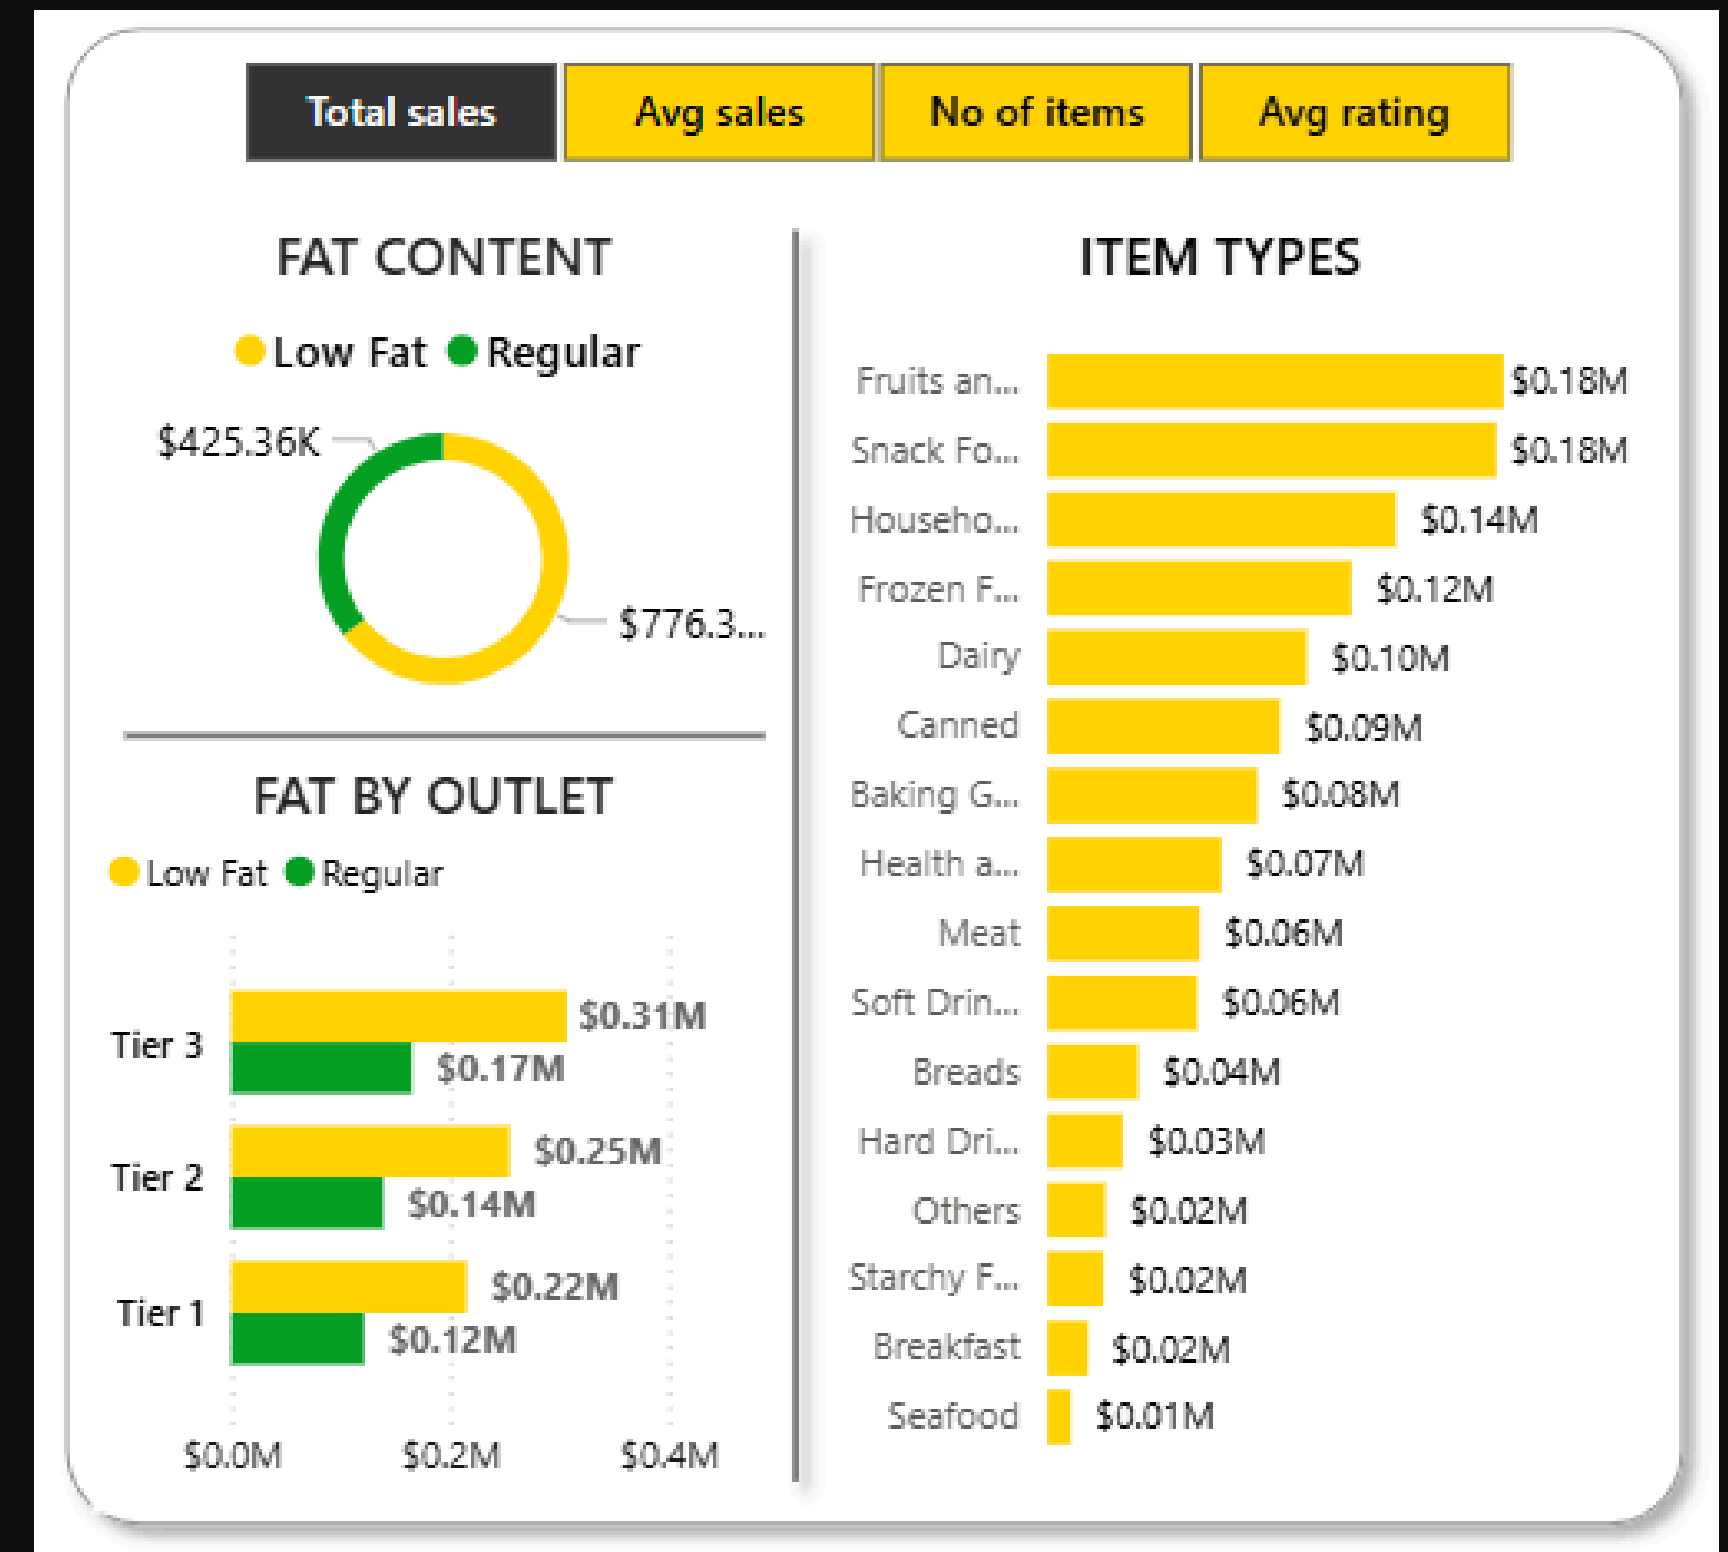 Total sales
Avg sales
No of items
Avg rating
FAT CONTENT
Low Fat Regular
$425.36K
$776.3...
FAT BY OUTLET
Low Fat Regular
Tier 3
$0.31M
$0.17M
Tier 2
$0.25M
$0.14M
Tier 1
$0.22M
$0.12M
$0.0M $0.2M $0.4M
ITEM TYPES
Fruits an... $0.18M
Snack Fo... $0.18M
Househo... $0.14M
Frozen F... $0.12M
Dairy $0.10M
Canned $0.09M
Baking G... $0.08M
Health a... $0.07M
Meat $0.06M
Soft Drin... $0.06M
Breads $0.04M
Hard Dri... $0.03M
Others $0.02M
Starchy F... $0.02M
Breakfast $0.02M
Seafood $0.01M